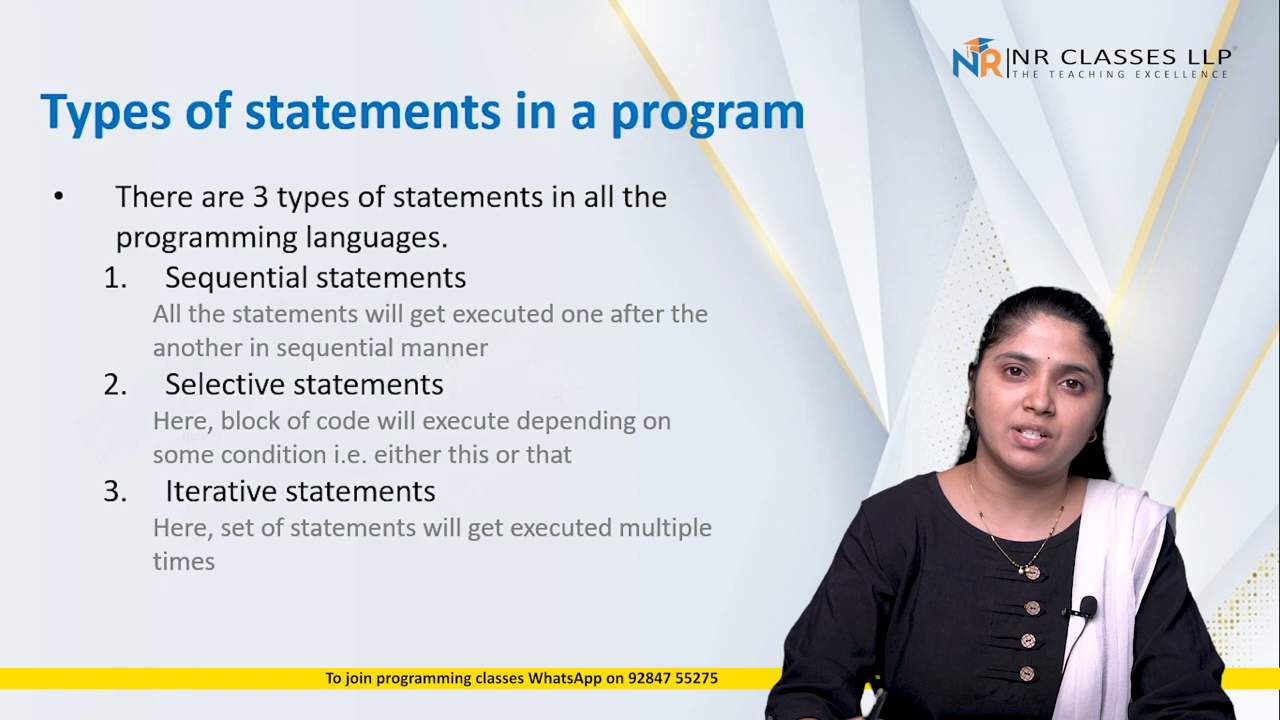 NR | NR CLASSES LLP
THE TEACHING EXCELLENCE
Types of statements in a program
• There are 3 types of statements in all the
programming languages.
1. Sequential statements
All the statements will get executed one after the
another in sequential manner
2. Selective statements
Here, block of code will execute depending on
some condition i.e. either this or that
3. Iterative statements
Here, set of statements will get executed multiple
times
To join programming classes WhatsApp on 92847 55275